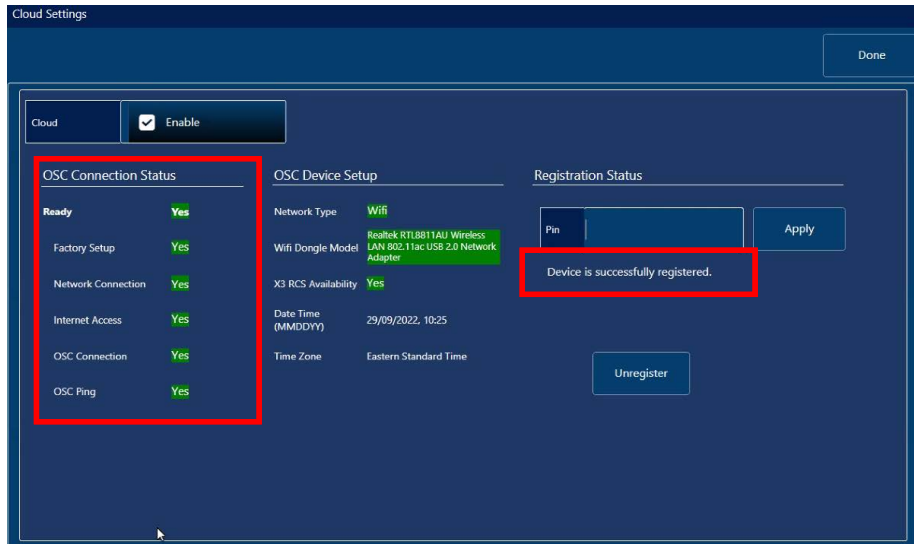 Cloud Settings
Done
Cloud
Enable
OSC Connection Status
Ready Yes
Factory Setup Yes
Network Connection Yes
Internet Access Yes
OSC Connection Yes
OSC Ping Yes
OSC Device Setup
Network Type Wifi
Wifi Dongle Model Realtek RTL8811AU Wireless
LAN 802.11ac USB 2.0 Network
Adapter
X3 RCS Availability Yes
Date Time
(MMDDYY) 29/09/2022, 10:25
Time Zone Eastern Standard Time
Registration Status
Pin
Apply
Device is successfully registered.
Unregister